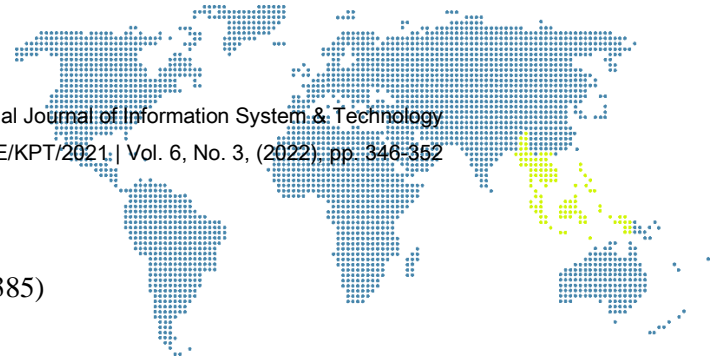 al Journal of Information System & Technology
E/KPT/2021 | Vol. 6, No. 3, (2022), pp. 346-352
385)